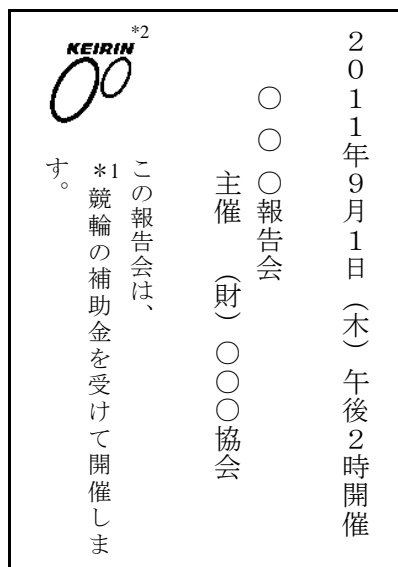 2011年9月1日(木)午後2時開催
○○○報告会
主催 (財)○○○協会
この報告会は、
*1競輪の補助金を受けて開催しま
す。
KEIRIN*2